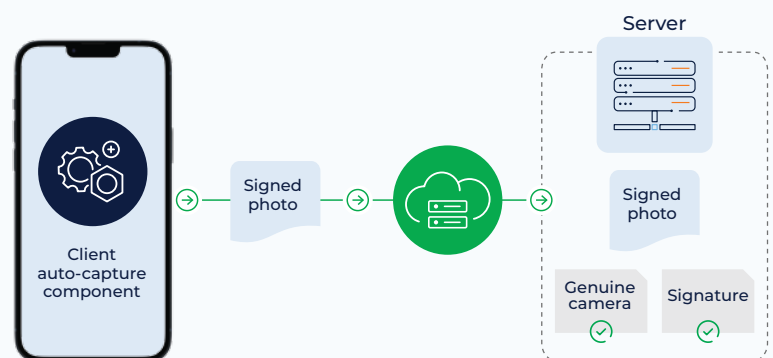 Server
Client
auto-capture
component
Signed
photo
Signed
photo
Genuine
camera
Signature